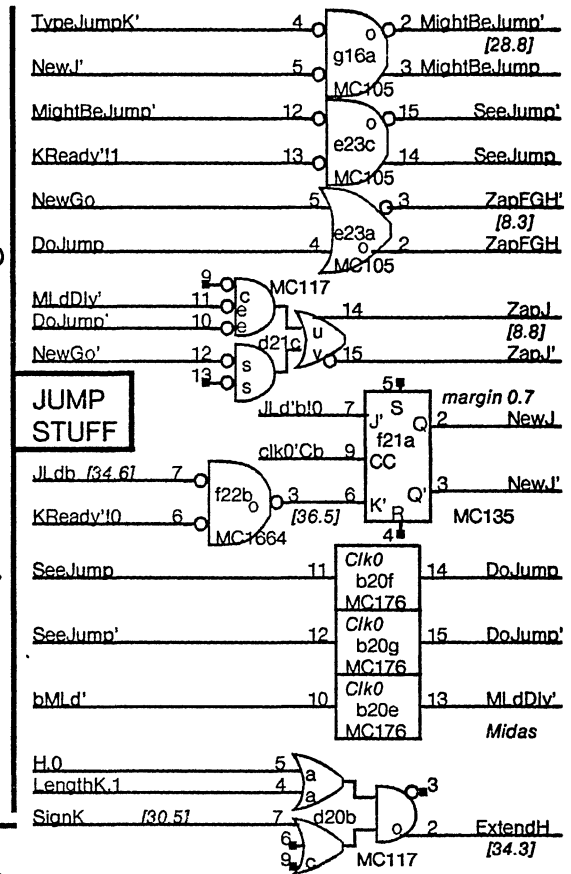 TypeJumpK' 4 2 MightBeJump'
g16a o [28.8]
NewJ' 5 3 MightBeJump
MC105
MightBeJump' 12 15 SeeJump'
e23c o
KReady'!1 13 14 SeeJump
MC105
NewGo 5 3 ZapFGH'
e23a o [8.3]
DoJump 4 2 ZapFGH
MC105
9 MC117
MLdDly' 11 c e 14 ZapJ
DoJump' 10 e d21c u [8.8]
NewGo' 12 s v 15 ZapJ'
13 s
JUMP
STUFF
5 margin 0.7
JLd'b!0 7 J' S Q 2 NewJ
f21a
clk0'Cb 9 CC
JLdb [34.6] 7 Q' 3 NewJ'
f22b o 3 6 K'
KReady'!0 6 [36.5] R MC135
MC1664 4
SeeJump 11 Clk0 14 DoJump
b20f
MC176
SeeJump' 12 Clk0 15 DoJump'
b20g
MC176
bMLd' 10 Clk0 13 MLdDlv'
b20e
MC176 Midas
H.0 5 a 3
LengthK.1 4 a
SignK [30.5] 7 d20b o 2 ExtendH
6 [34.3]
9 c MC117